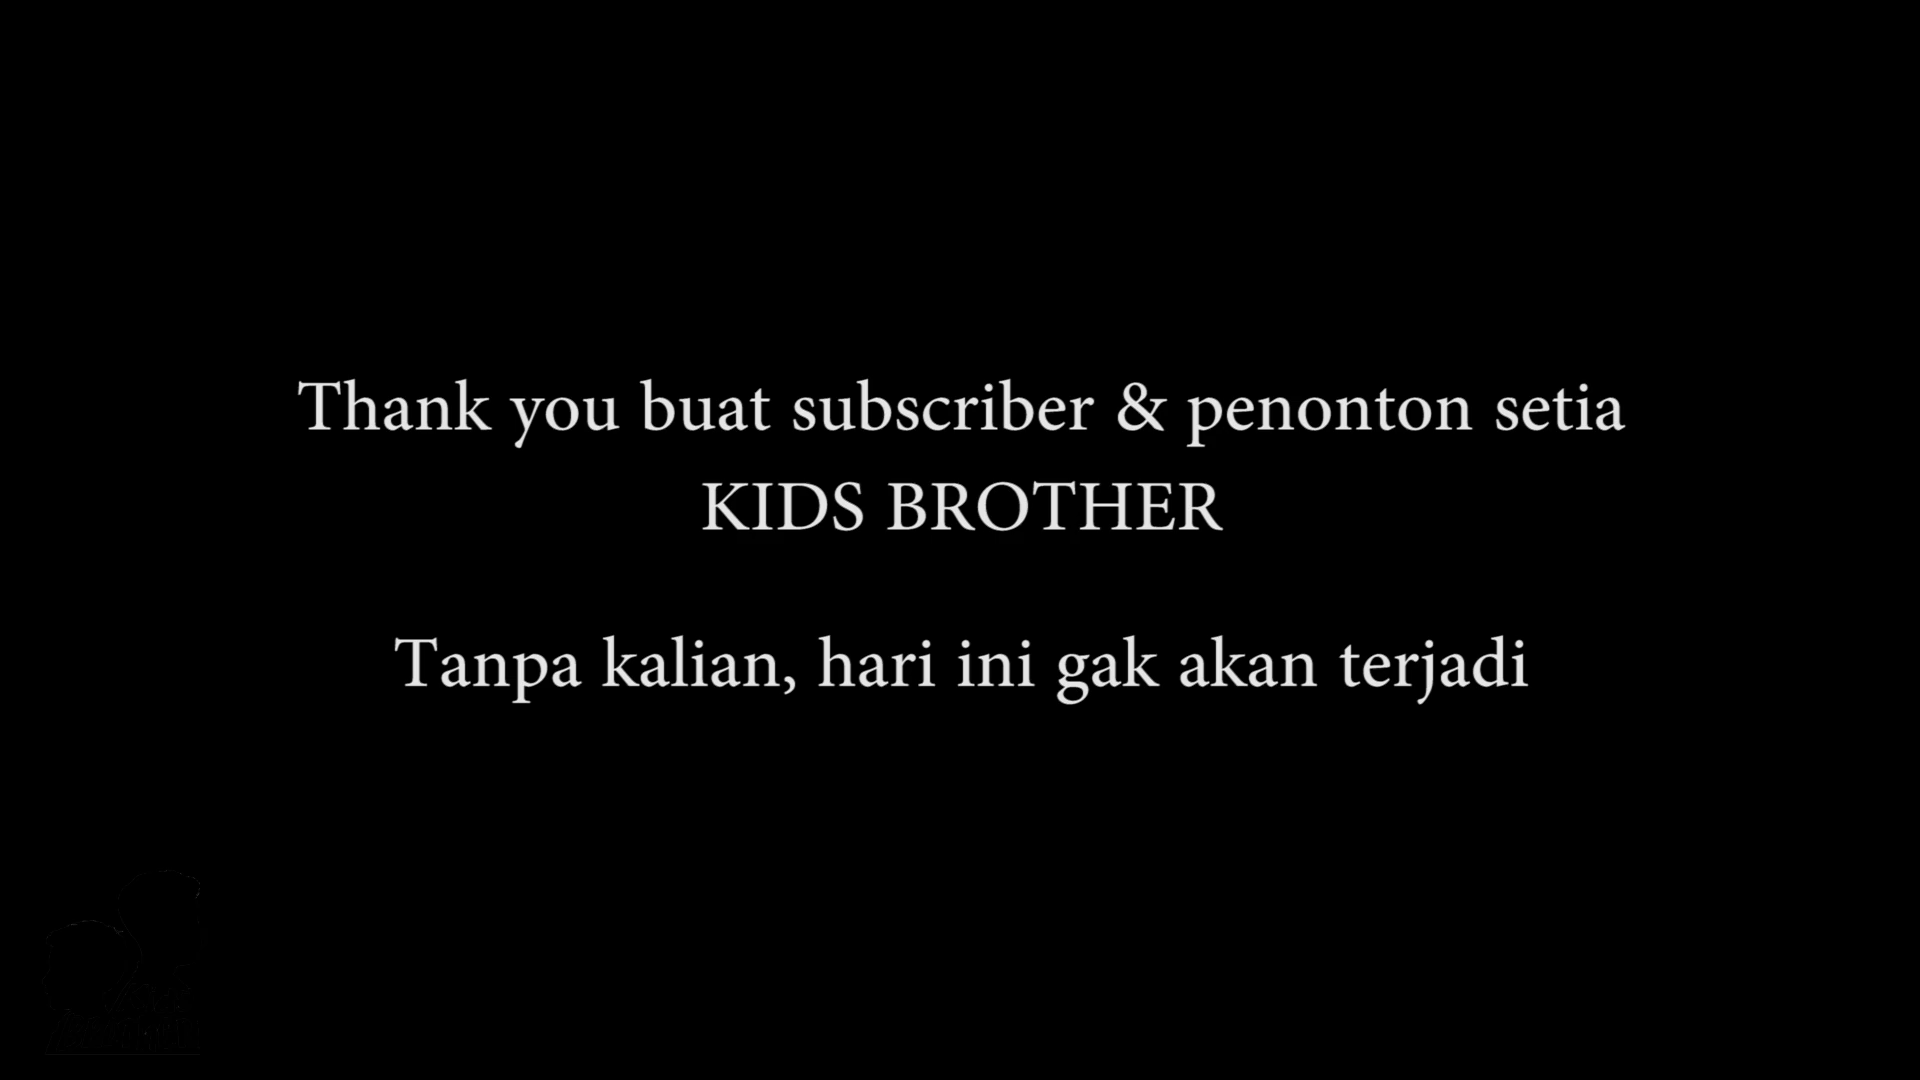 Thank you buat subscriber & penonton setia
KIDS BROTHER
Tanpa kalian, hari ini gak akan terjadi